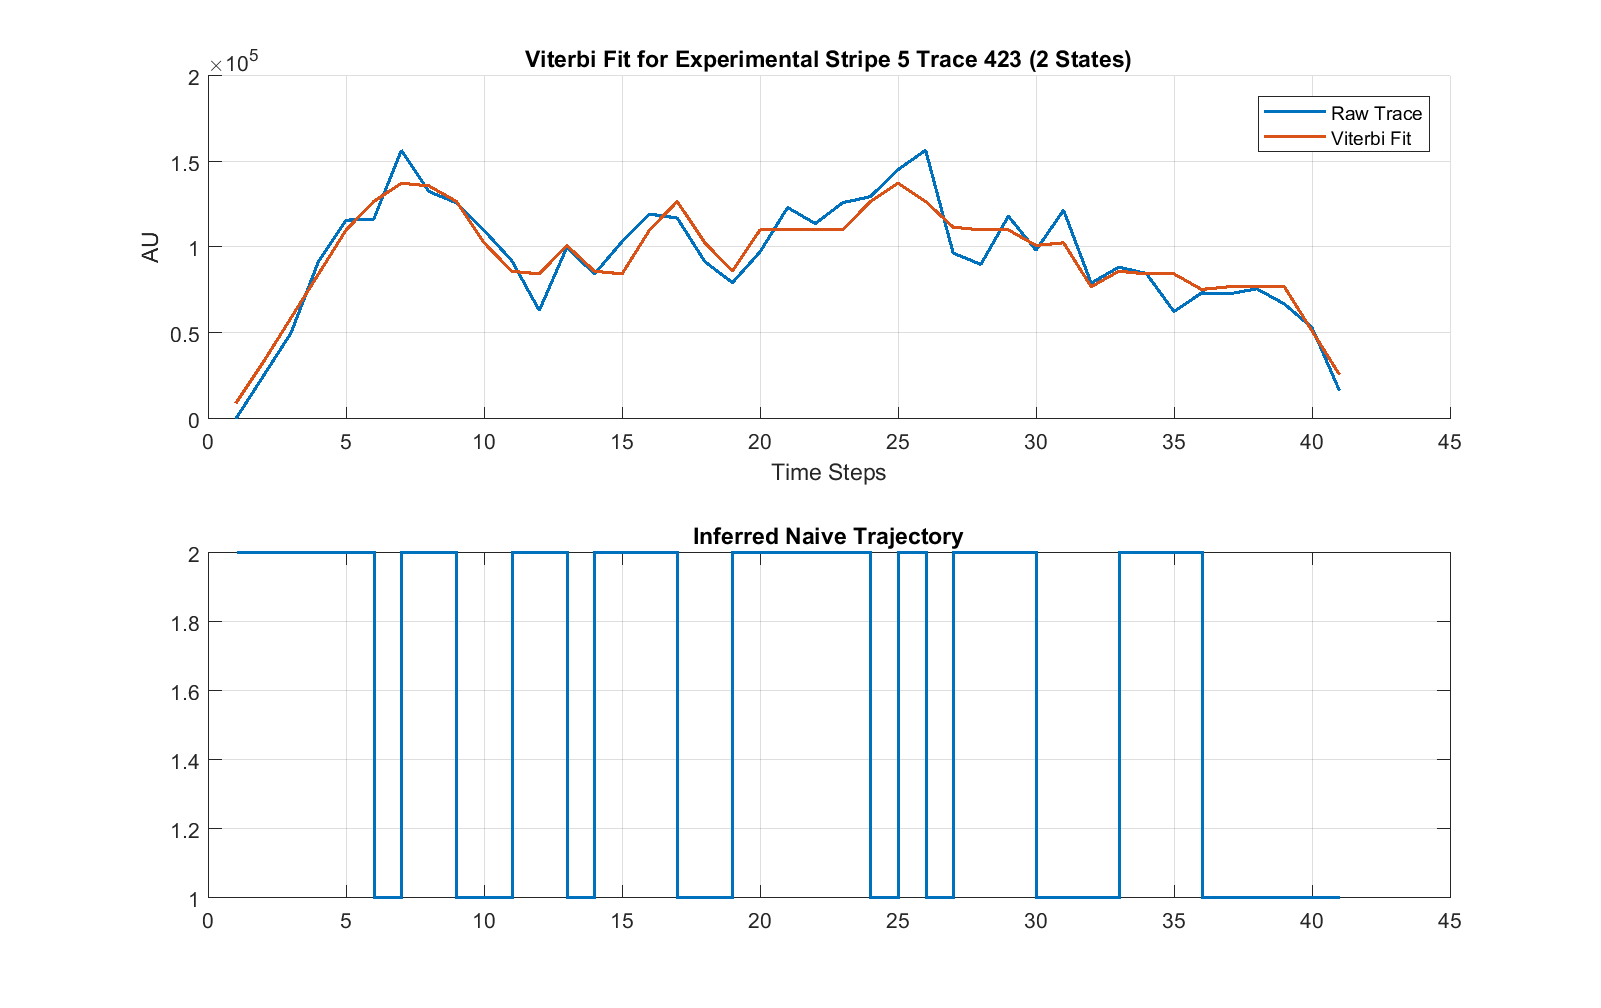 Viterbi Fit for Experimental Stripe 5 Trace 423 (2 States)
×10⁵
2
1.5
1
0.5
0
AU
Raw Trace
Viterbi Fit
0 5 10 15 20 25 30 35 40 45
Time Steps
Inferred Naive Trajectory
2
1.8
1.6
1.4
1.2
1
0 5 10 15 20 25 30 35 40 45